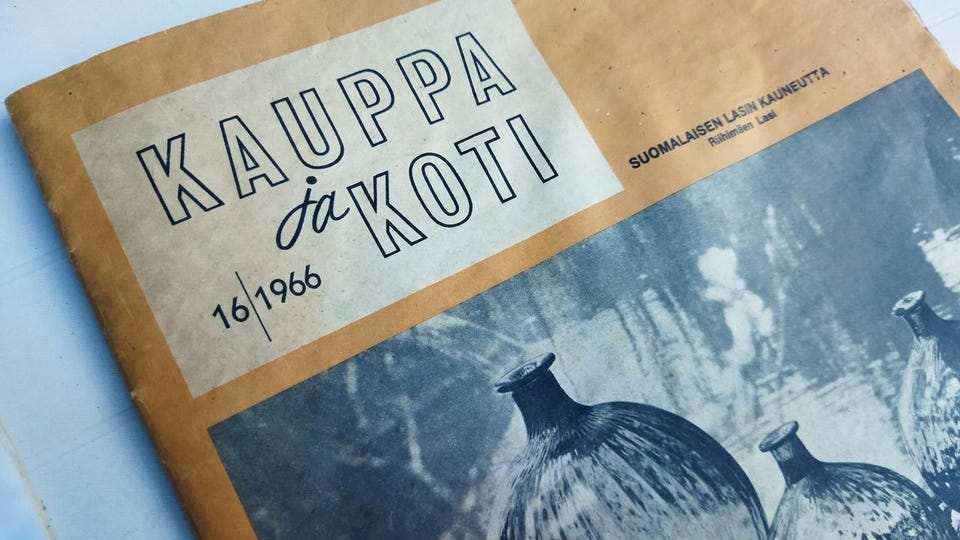 KAUPPA
ja KOTI
16/1966
SUOMALAISEN LASIN KAUNEUTTA
Riihimäen Lasi